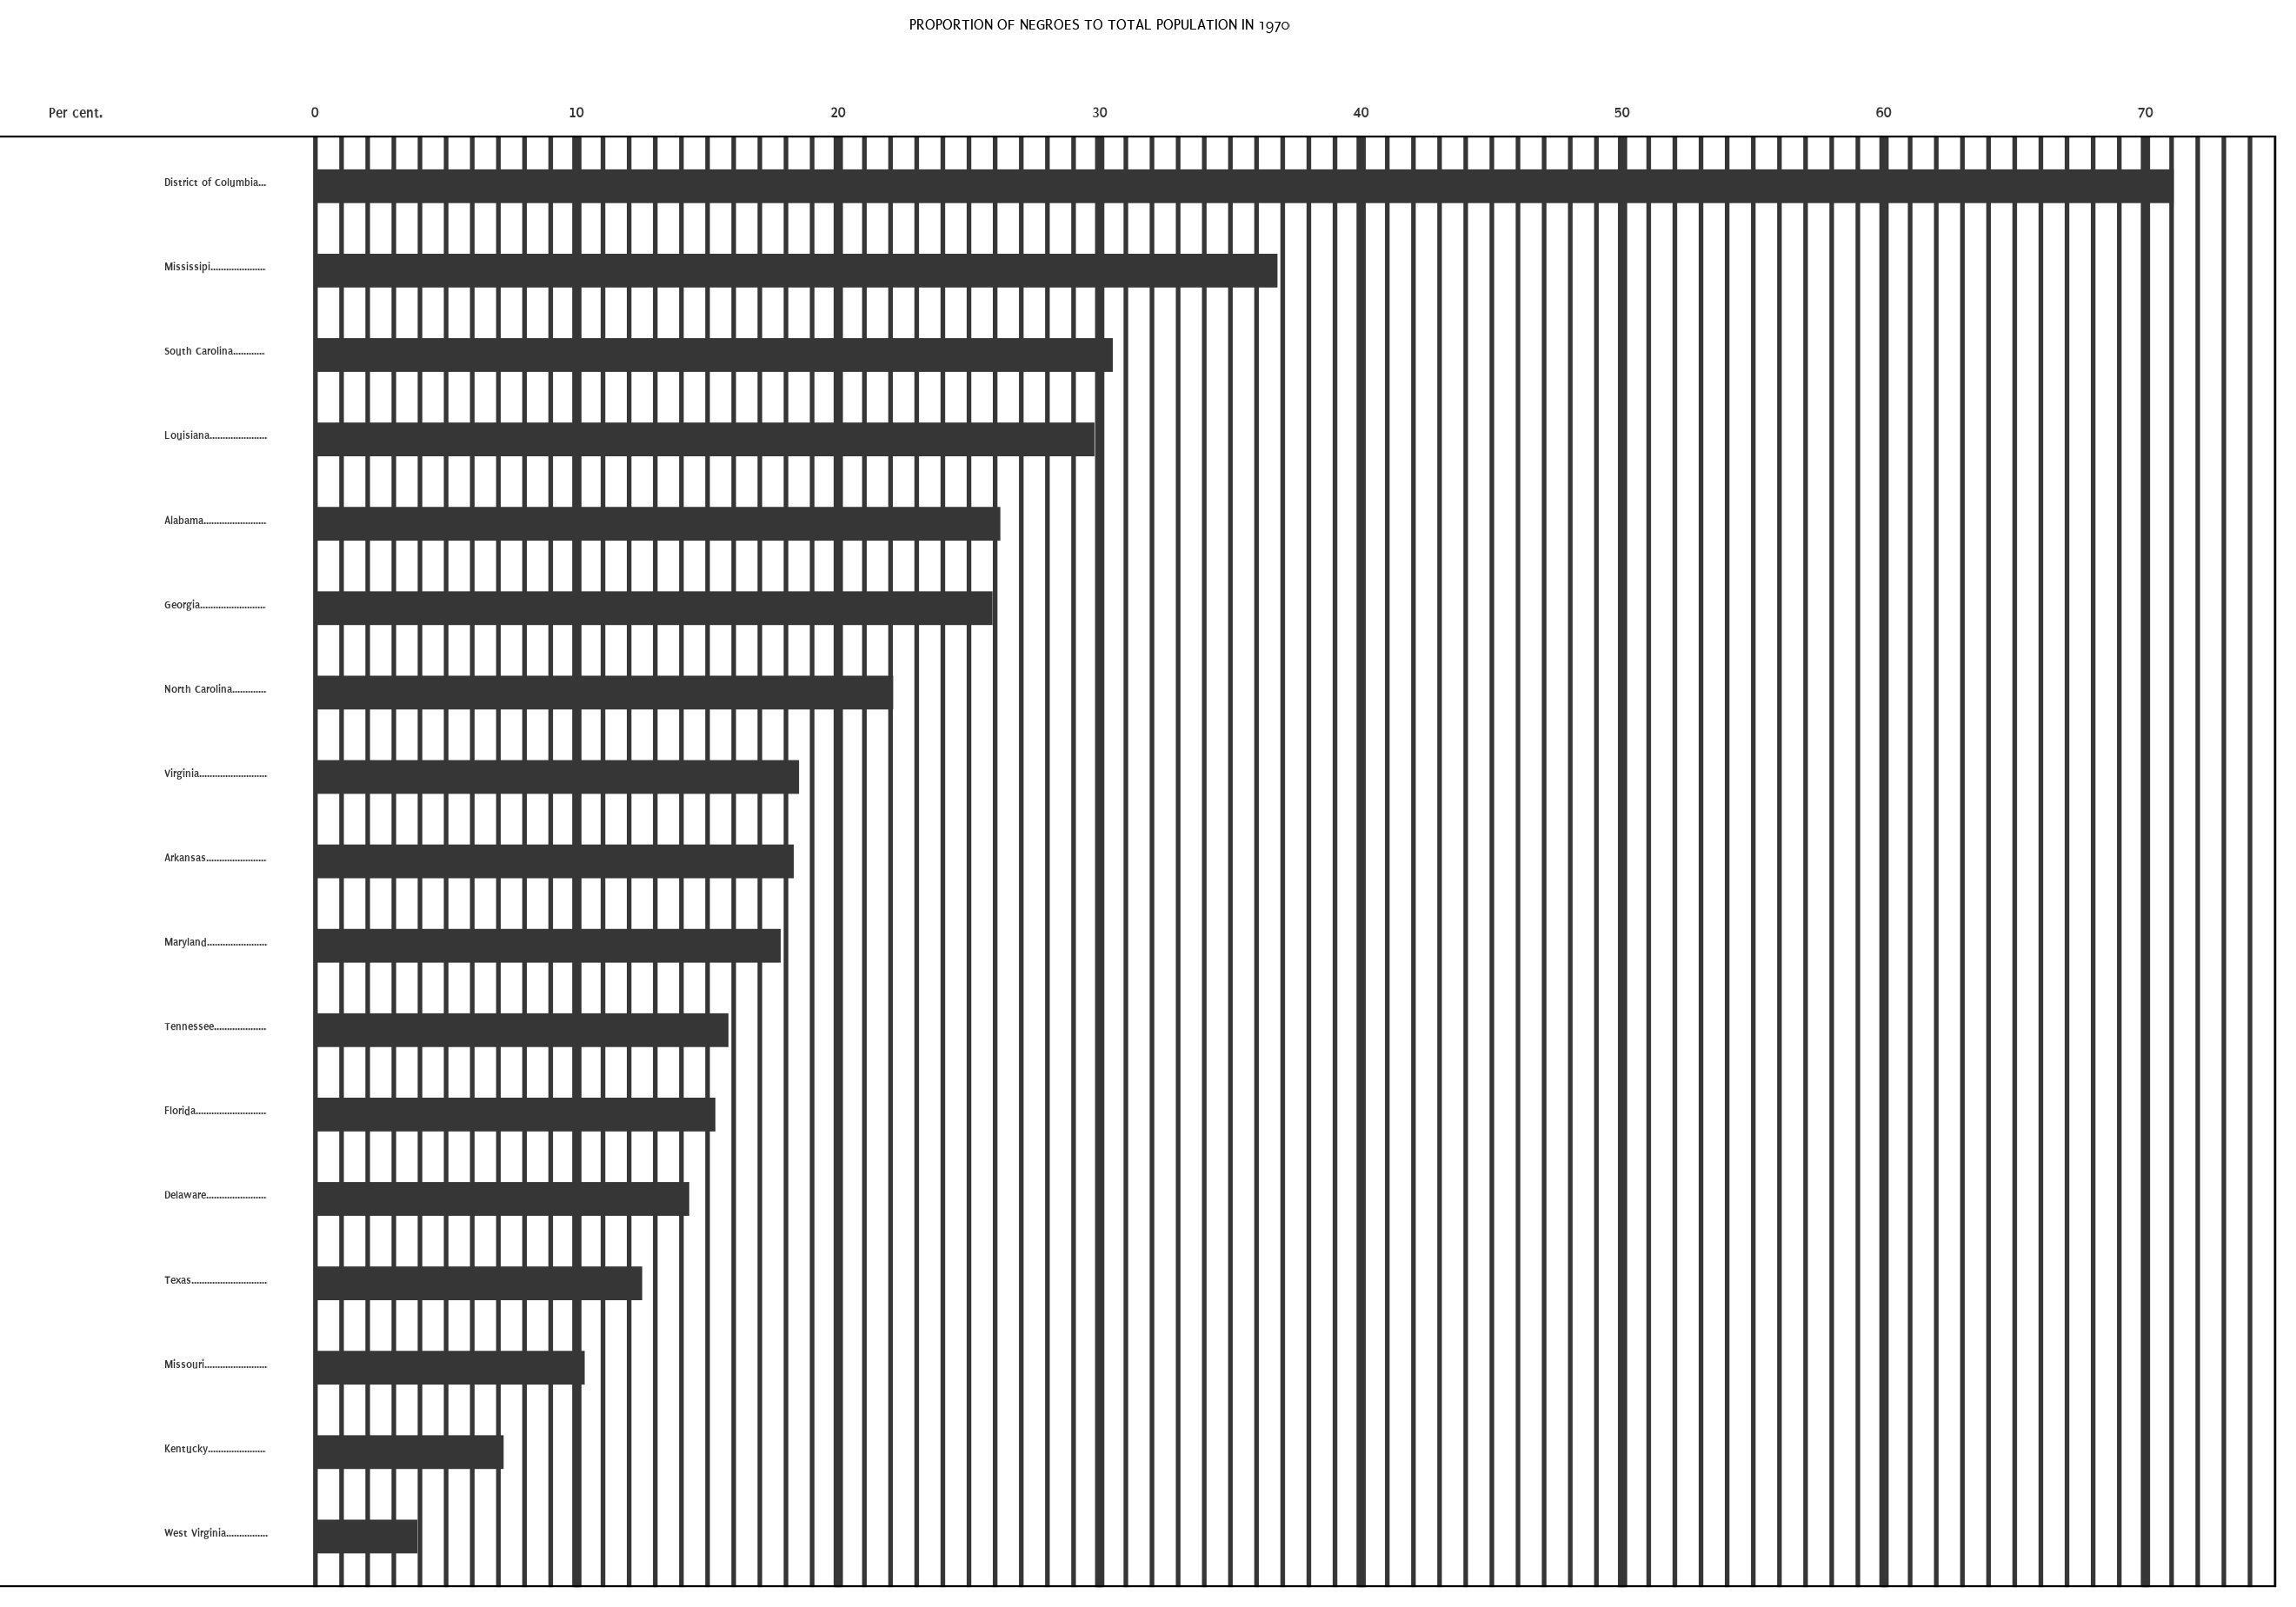 PROPORTION OF NEGROES TO TOTAL POPULATION IN 1970
Per cent. 0 10 20 30 40 50 60 70
District of Columbia...
Mississipi.....................
South Carolina............
Louisiana......................
Alabama........................
Georgia.........................
North Carolina.............
Virginia..........................
Arkansas.......................
Maryland.......................
Tennessee....................
Florida...........................
Delaware.......................
Texas.............................
Missouri........................
Kentucky......................
West Virginia................